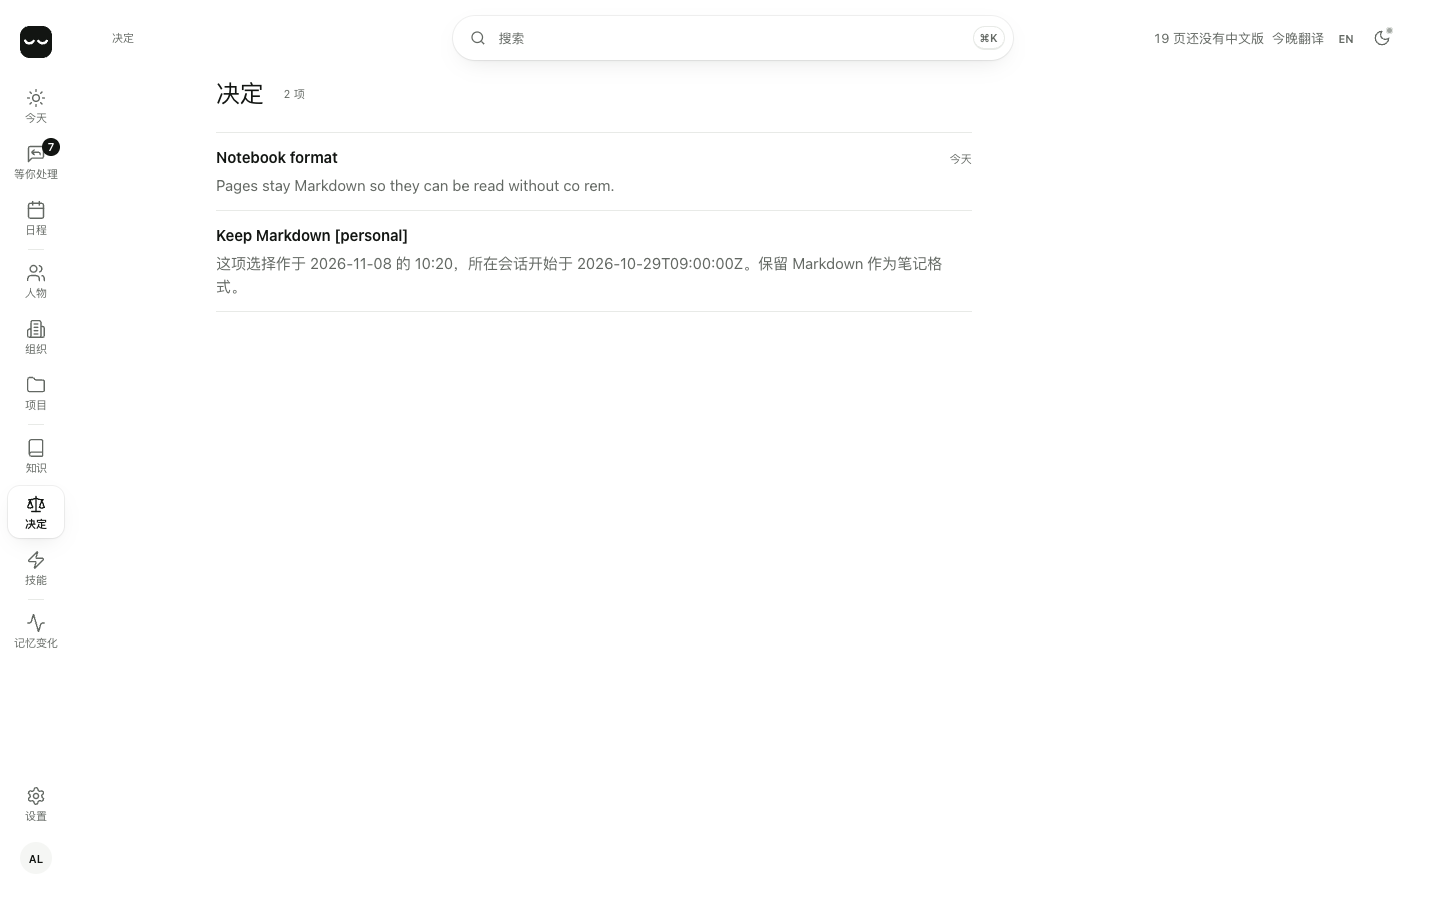 决定
搜索
⌘K
19 页还没有中文版 今晚翻译 EN
今天
7
等你处理
日程
人物
组织
项目
知识
决定
技能
记忆变化
设置
AL
决定 2 项
Notebook format 今天
Pages stay Markdown so they can be read without co rem.
Keep Markdown [personal]
这项选择作于 2026-11-08 的 10:20，所在会话开始于 2026-10-29T09:00:00Z。保留 Markdown 作为笔记格
式。